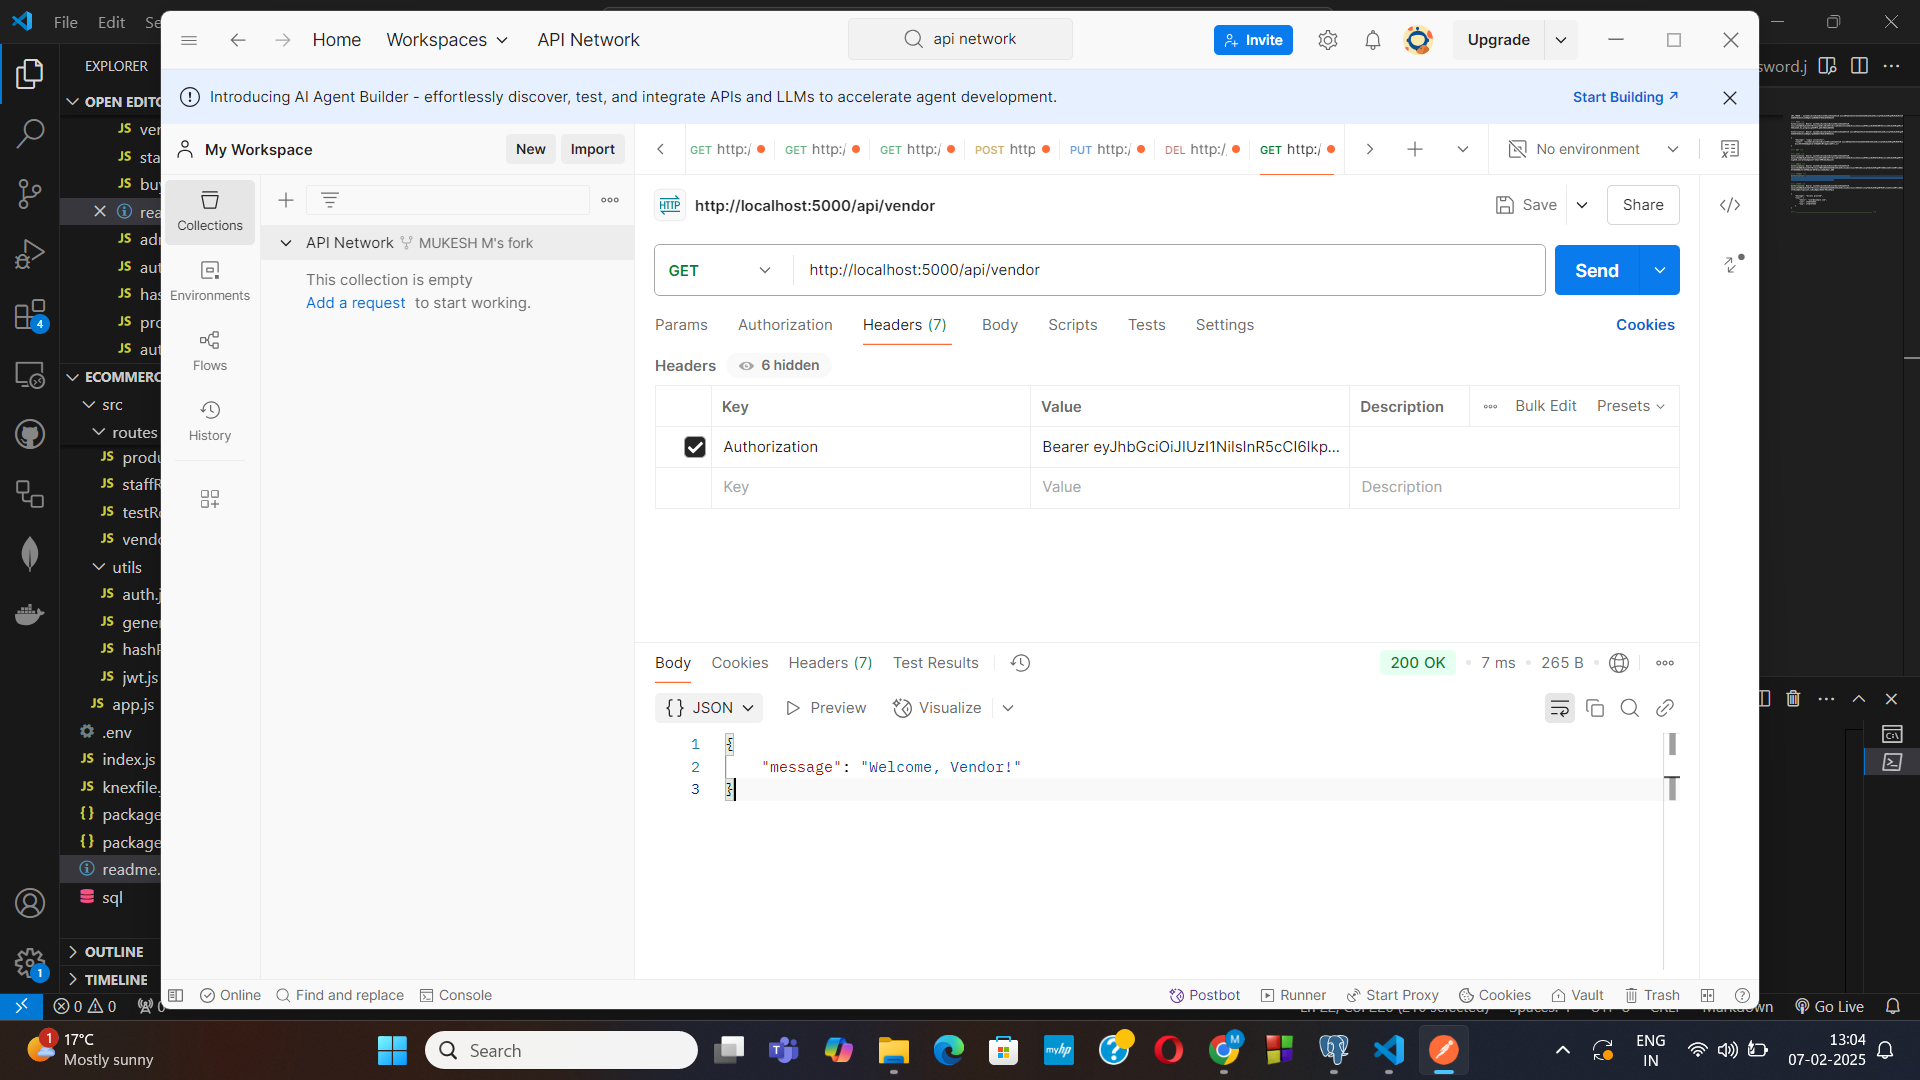 File Edit Se
Home Workspaces API Network
api network
Invite
Upgrade
Introducing AI Agent Builder - effortlessly discover, test, and integrate APIs and LLMs to accelerate agent development.
Start Building
EXPLORER
OPEN EDITO
JS ver
JS sta
JS buy
rea
JS adr
JS aut
JS has
JS pro
JS aut
ECOMMERC
src
routes
JS produ
JS staffR
JS testRo
JS vendo
utils
JS auth.j
JS gener
JS hashP
JS jwt.js
JS app.js
.env
JS index.js
JS knexfile.
{} package
{} package
readme.
sql
OUTLINE
TIMELINE
4
1
sword.j
My Workspace
New Import
Collections
Environments
Flows
History
API Network MUKESH M's fork
This collection is empty
Add a request to start working.
GET http:/ GET http:/ GET http:/ POST http PUT http:/ DEL http:/ GET http:/
No environment
HTTP http://localhost:5000/api/vendor
Save Share
GET http://localhost:5000/api/vendor
Send
Params Authorization Headers (7) Body Scripts Tests Settings
Cookies
Headers 6 hidden
Key Value Description Bulk Edit Presets
Authorization Bearer eyJhbGciOiJIUzI1NiIsInR5cCI6Ikp...
Key Value Description
Body Cookies Headers (7) Test Results
200 OK 7 ms 265 B
{} JSON Preview Visualize
1 {
2 "message": "Welcome, Vendor!"
3 }
Online Find and replace Console
Postbot Runner Start Proxy Cookies Vault Trash
0 0 0
Go Live
1 17°C
Mostly sunny
Search
myhp
M
ENG
IN
13:04
07-02-2025